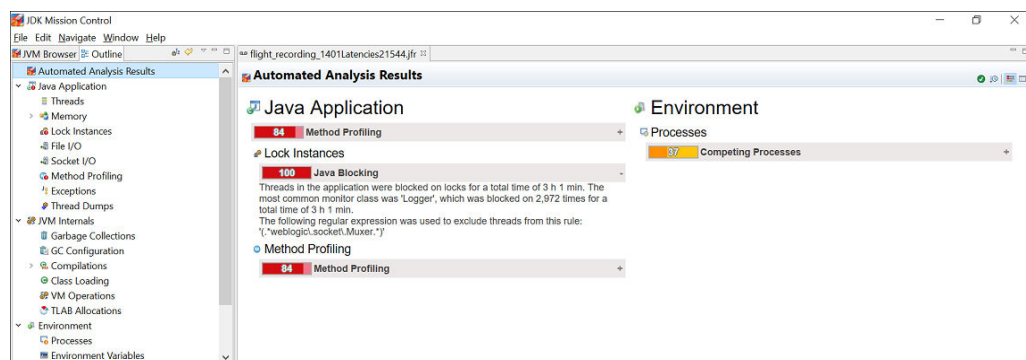 JDK Mission Control
File Edit Navigate Window Help
JVM Browser Outline
flight_recording_1401Latencies21544.jfr
Automated Analysis Results
Java Application
Threads
Memory
Lock Instances
File I/O
Socket I/O
Method Profiling
Exceptions
Thread Dumps
JVM Internals
Garbage Collections
GC Configuration
Compilations
Class Loading
VM Operations
TLAB Allocations
Environment
Processes
Environment Variables
Automated Analysis Results
Java Application
84 Method Profiling +
Lock Instances
100 Java Blocking -
Threads in the application were blocked on locks for a total time of 3 h 1 min. The
most common monitor class was 'Logger', which was blocked on 2,972 times for a
total time of 3 h 1 min.
The following regular expression was used to exclude threads from this rule:
'(.*weblogic\.socket\.Muxer.*)'
Method Profiling
84 Method Profiling +
Environment
Processes
37 Competing Processes +